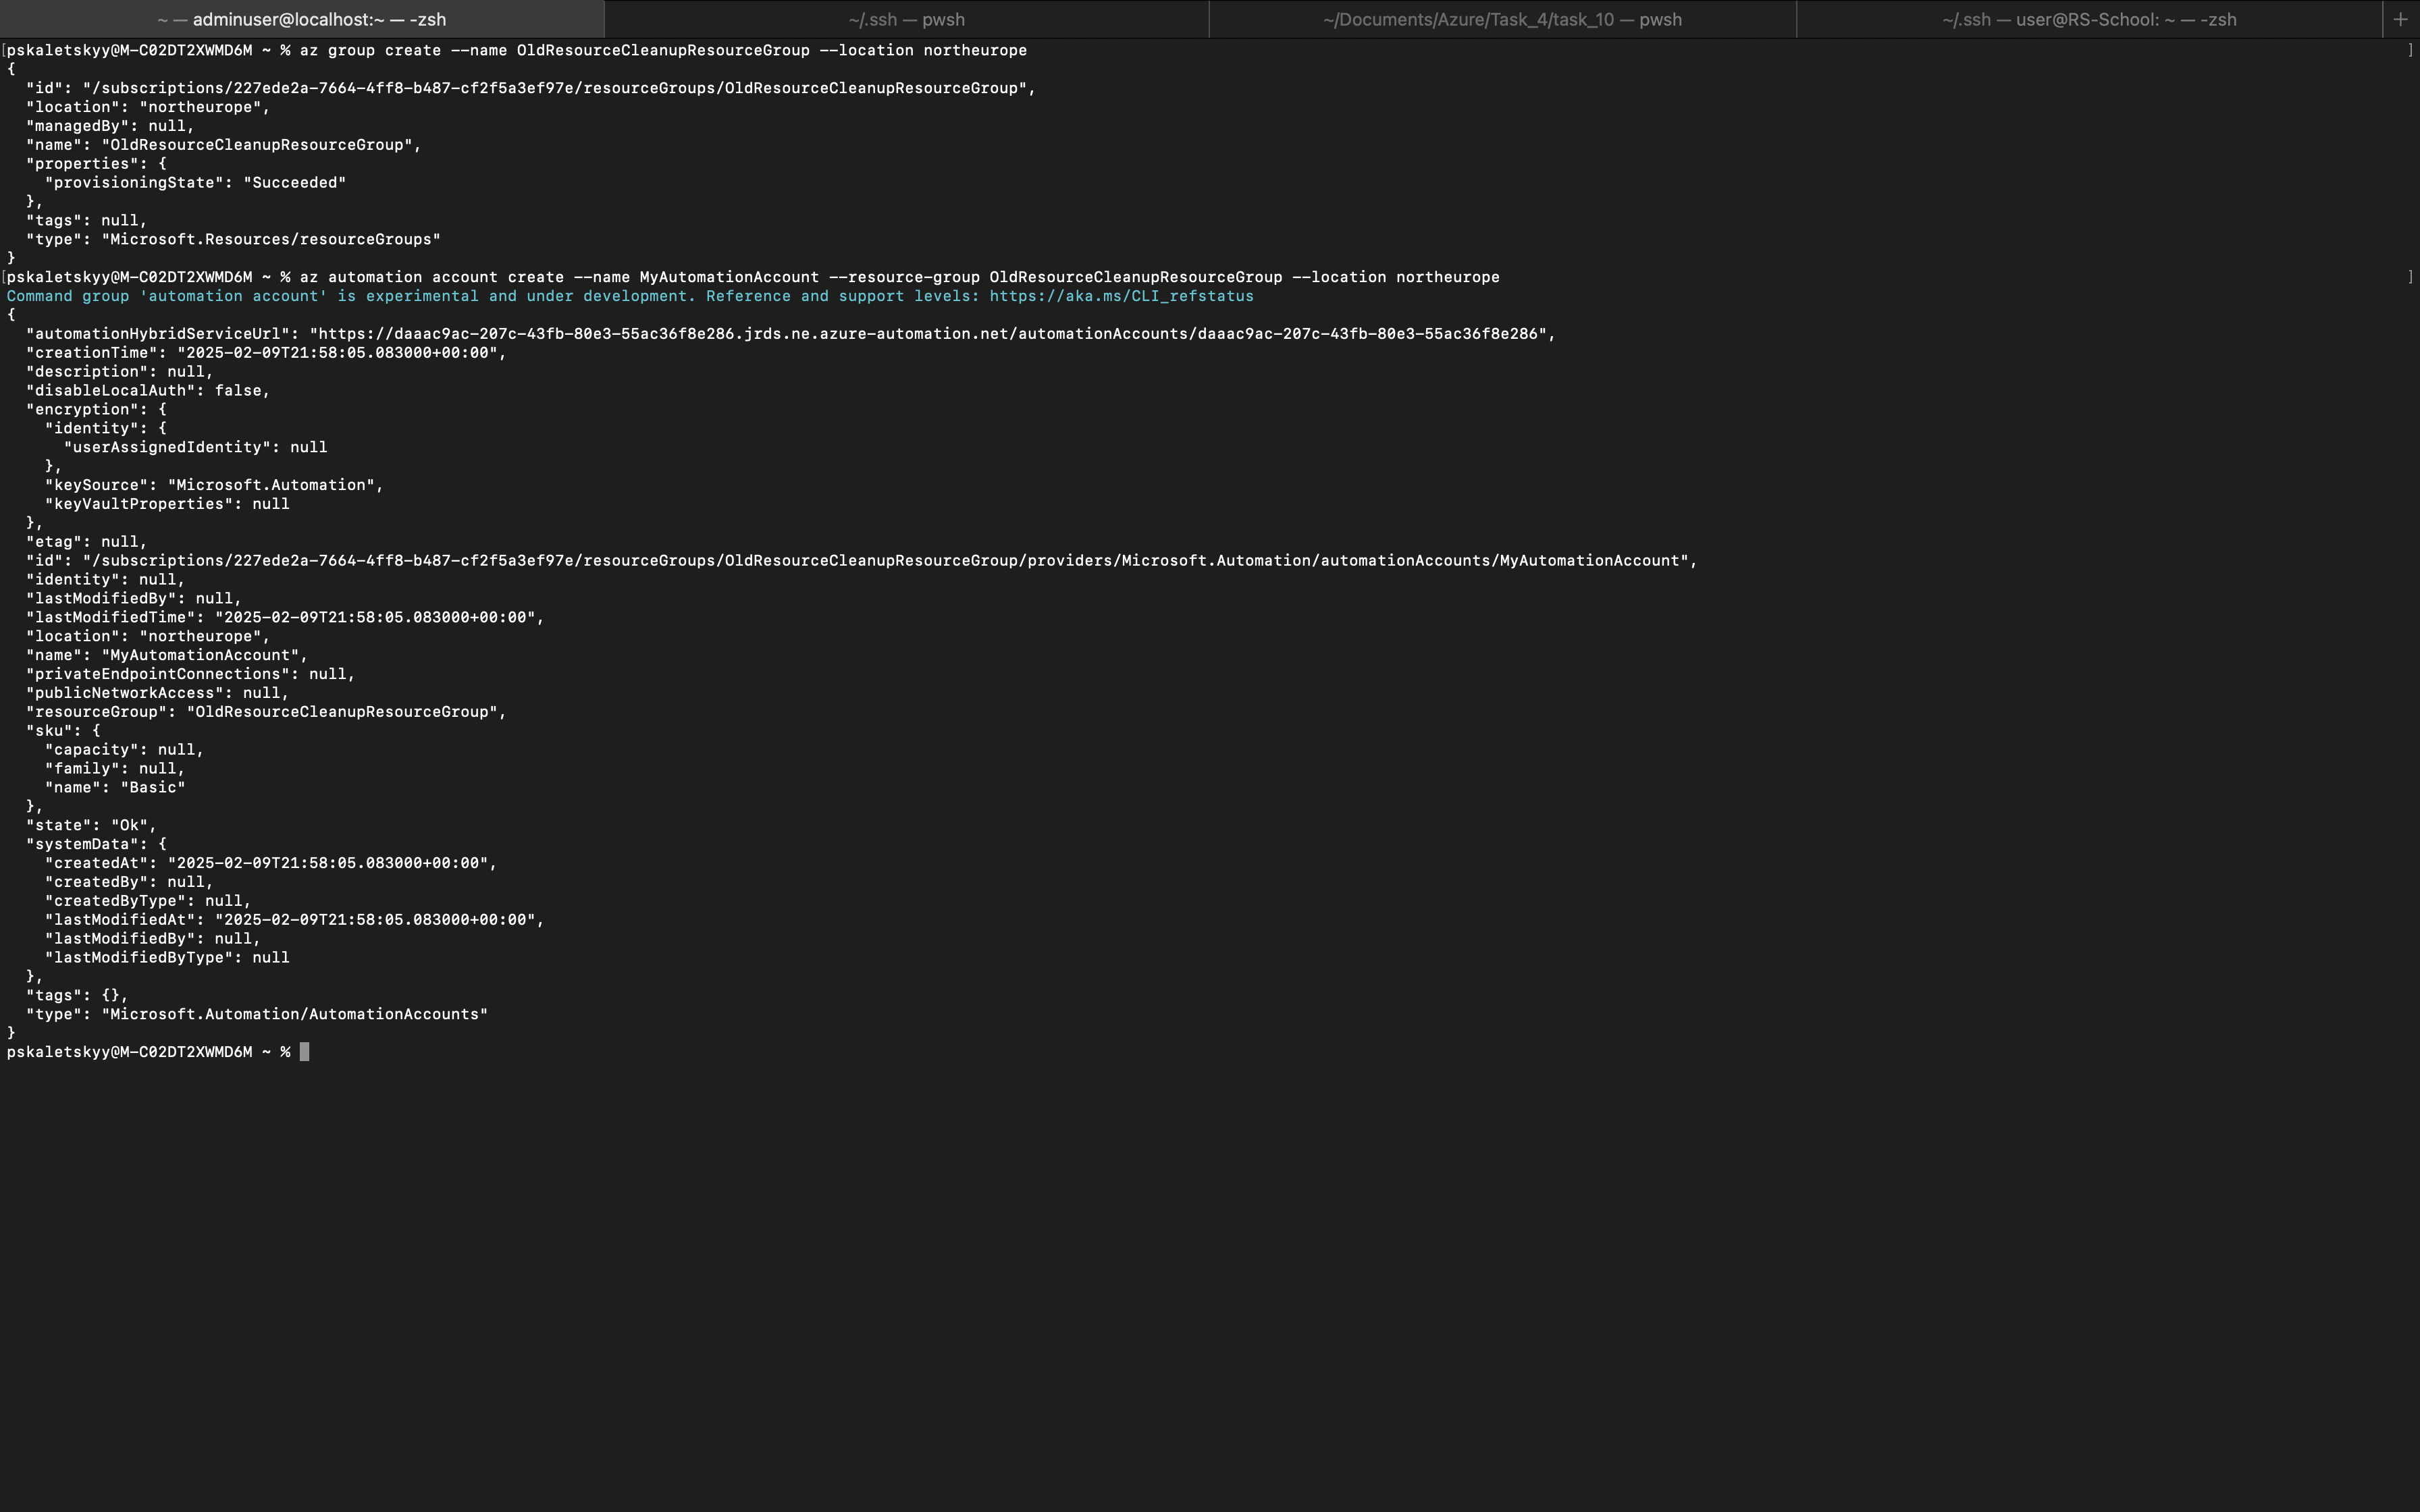 ~ — adminuser@localhost:~ — -zsh
~/.ssh — pwsh
~/Documents/Azure/Task_4/task_10 — pwsh
~/.ssh — user@RS-School: ~ — -zsh
+
[pskaletskyy@M-C02DT2XWMD6M ~ % az group create --name OldResourceCleanupResourceGroup --location northeurope ]
{
  "id": "/subscriptions/227ede2a-7664-4ff8-b487-cf2f5a3ef97e/resourceGroups/OldResourceCleanupResourceGroup",
  "location": "northeurope",
  "managedBy": null,
  "name": "OldResourceCleanupResourceGroup",
  "properties": {
    "provisioningState": "Succeeded"
  },
  "tags": null,
  "type": "Microsoft.Resources/resourceGroups"
}
[pskaletskyy@M-C02DT2XWMD6M ~ % az automation account create --name MyAutomationAccount --resource-group OldResourceCleanupResourceGroup --location northeurope ]
Command group 'automation account' is experimental and under development. Reference and support levels: https://aka.ms/CLI_refstatus
{
  "automationHybridServiceUrl": "https://daaac9ac-207c-43fb-80e3-55ac36f8e286.jrds.ne.azure-automation.net/automationAccounts/daaac9ac-207c-43fb-80e3-55ac36f8e286",
  "creationTime": "2025-02-09T21:58:05.083000+00:00",
  "description": null,
  "disableLocalAuth": false,
  "encryption": {
    "identity": {
      "userAssignedIdentity": null
    },
    "keySource": "Microsoft.Automation",
    "keyVaultProperties": null
  },
  "etag": null,
  "id": "/subscriptions/227ede2a-7664-4ff8-b487-cf2f5a3ef97e/resourceGroups/OldResourceCleanupResourceGroup/providers/Microsoft.Automation/automationAccounts/MyAutomationAccount",
  "identity": null,
  "lastModifiedBy": null,
  "lastModifiedTime": "2025-02-09T21:58:05.083000+00:00",
  "location": "northeurope",
  "name": "MyAutomationAccount",
  "privateEndpointConnections": null,
  "publicNetworkAccess": null,
  "resourceGroup": "OldResourceCleanupResourceGroup",
  "sku": {
    "capacity": null,
    "family": null,
    "name": "Basic"
  },
  "state": "Ok",
  "systemData": {
    "createdAt": "2025-02-09T21:58:05.083000+00:00",
    "createdBy": null,
    "createdByType": null,
    "lastModifiedAt": "2025-02-09T21:58:05.083000+00:00",
    "lastModifiedBy": null,
    "lastModifiedByType": null
  },
  "tags": {},
  "type": "Microsoft.Automation/AutomationAccounts"
}
pskaletskyy@M-C02DT2XWMD6M ~ %